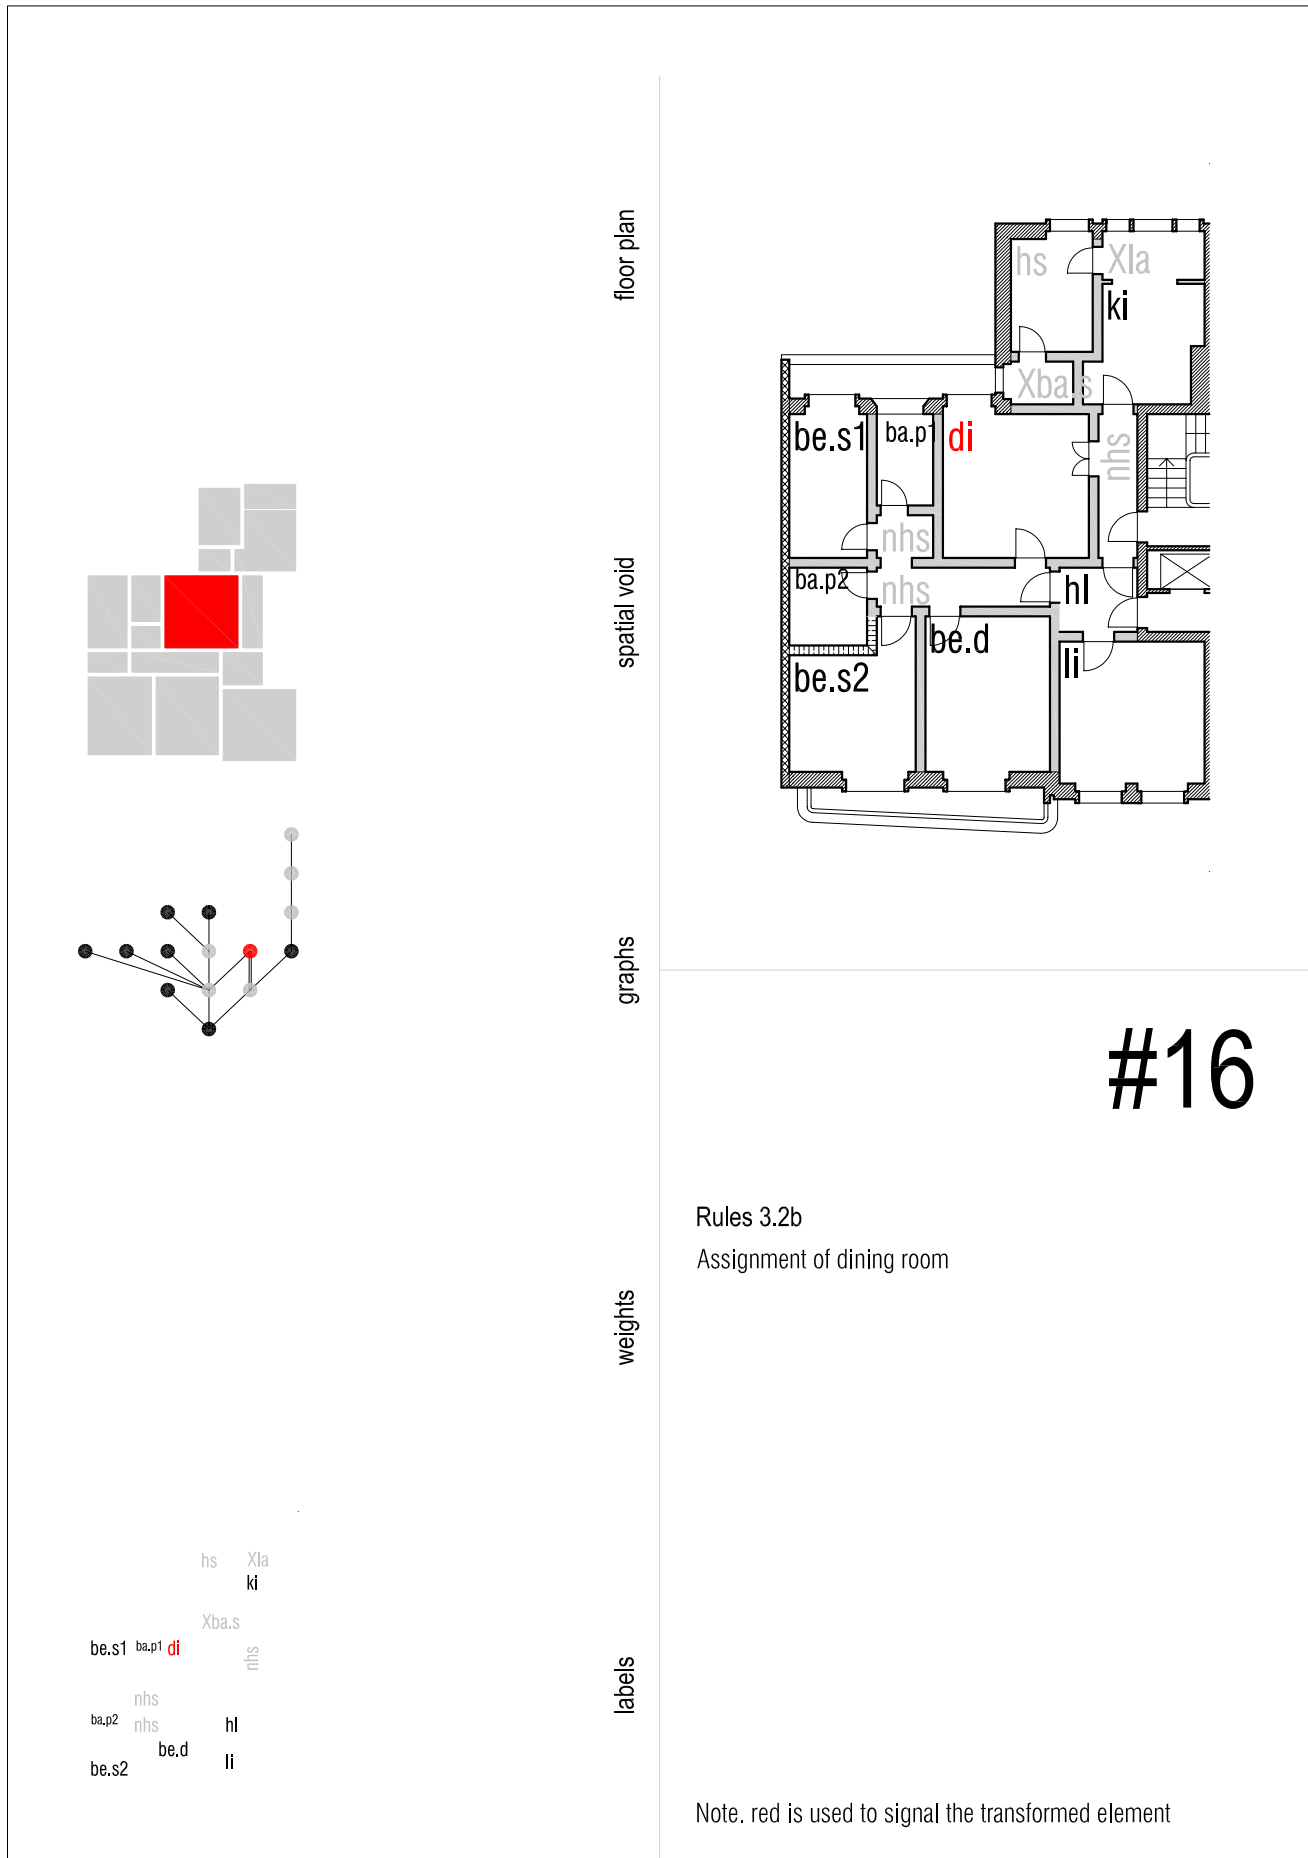 floor plan
hs
Xla
ki
Xba.s
be.s1
ba.p1
di
nhs
nhs
ba.p2
nhs
hl
be.d
li
be.s2
spatial void
graphs
#16
Rules 3.2b
Assignment of dining room
weights
hs
Xla
ki
Xba.s
be.s1
ba.p1
di
nhs
nhs
ba.p2
nhs
hl
be.d
li
be.s2
labels
Note. red is used to signal the transformed element